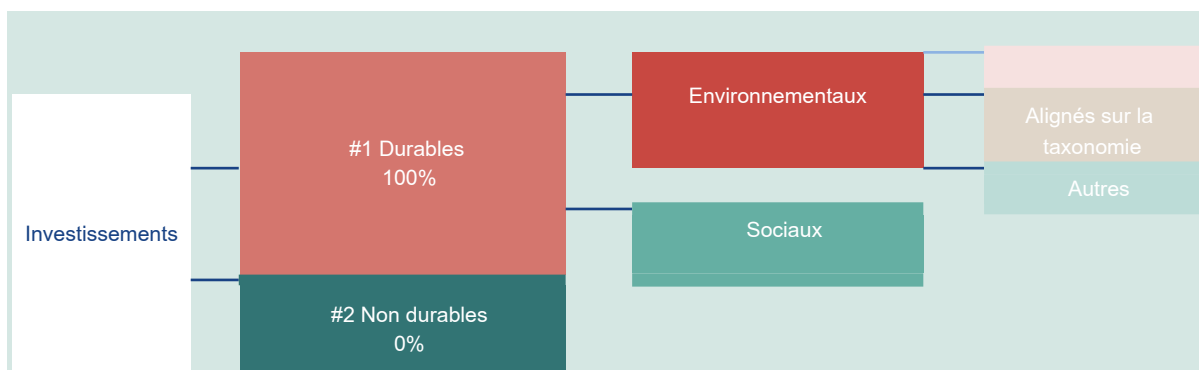 Investissements
#1 Durables
100%
#2 Non durables
0%
Environnementaux
Sociaux
Alignés sur la
taxonomie
Autres